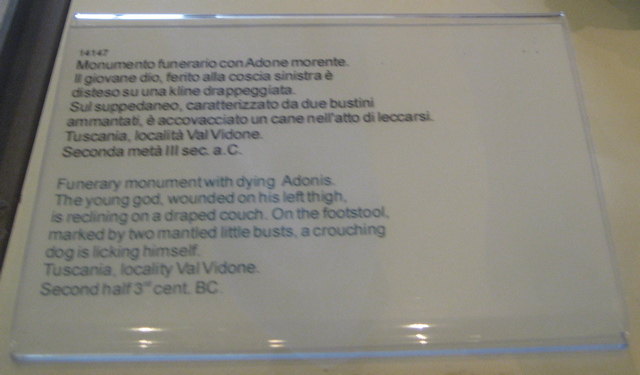 14147
Monumento funerario con Adone morente.
Il giovane dio, ferito alla coscia sinistra è
disteso su una kline drappeggiata.
Sul suppedaneo, caratterizzato da due bustini
ammantati, è accovacciato un cane nell'atto di leccarsi.
Tuscania, località Val Vidone.
Seconda metà III sec. a.C.
Funerary monument with dying Adonis.
The young god, wounded on his left thigh,
is reclining on a draped couch. On the footstool,
marked by two mantled little busts, a crouching
dog is licking himself.
Tuscania, locality Val Vidone.
Second half 3rd cent. BC.